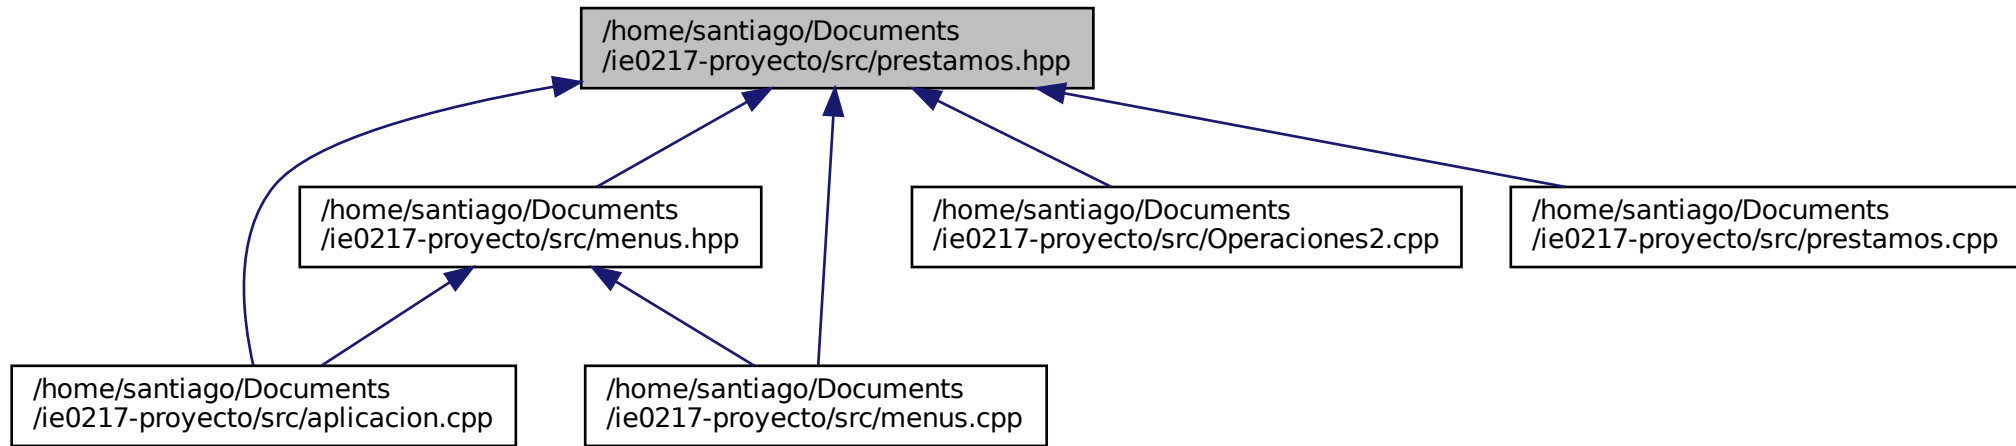 /home/santiago/Documents
/ie0217-proyecto/src/prestamos.hpp
/home/santiago/Documents
/ie0217-proyecto/src/menus.hpp
/home/santiago/Documents
/ie0217-proyecto/src/Operaciones2.cpp
/home/santiago/Documents
/ie0217-proyecto/src/prestamos.cpp
/home/santiago/Documents
/ie0217-proyecto/src/aplicacion.cpp
/home/santiago/Documents
/ie0217-proyecto/src/menus.cpp